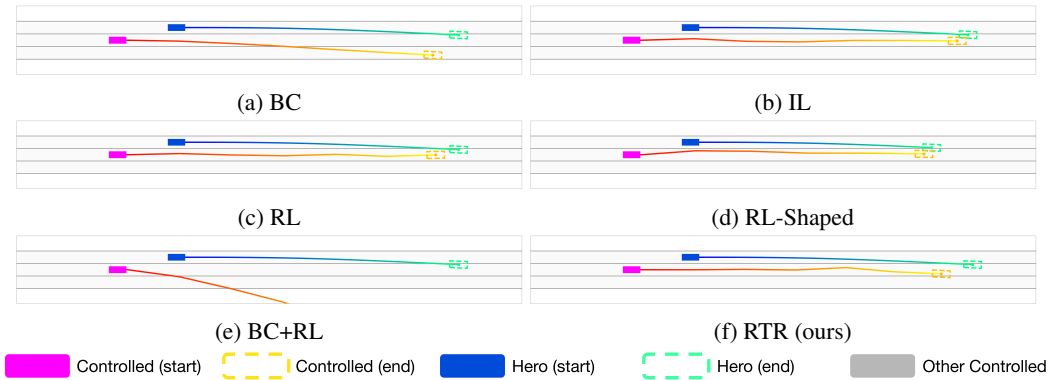 (a) BC
(b) IL
(c) RL
(d) RL-Shaped
(e) BC+RL
(f) RTR (ours)
Controlled (start)
Controlled (end)
Hero (start)
Hero (end)
Other Controlled